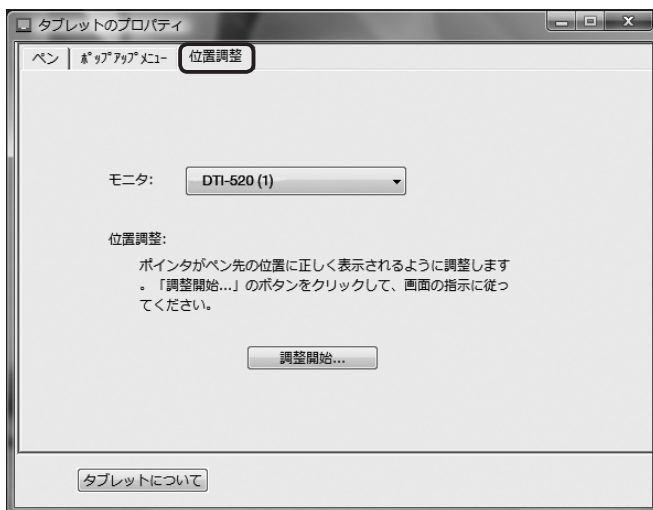 タブレットのプロパティ
ペン ﾎﾟｯﾌﾟｱｯﾌﾟﾒﾆｭｰ 位置調整
モニタ: DTI-520 (1)
位置調整:
ポインタがペン先の位置に正しく表示されるように調整します
。「調整開始...」のボタンをクリックして、画面の指示に従っ
てください。
調整開始...
タブレットについて